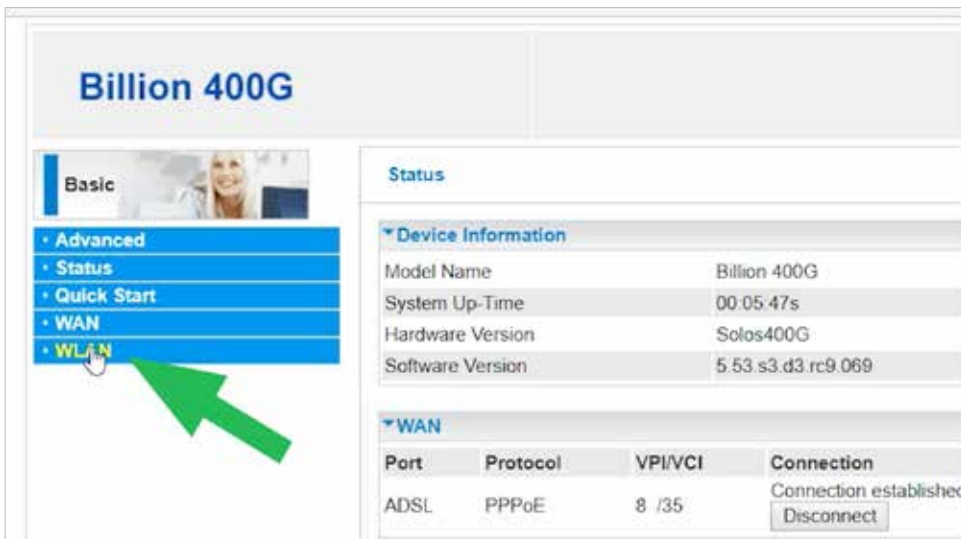 Billion 400G
Basic
· Advanced
· Status
· Quick Start
· WAN
· WLAN
Status
Device Information
Model Name Billion 400G
System Up-Time 00:05:47s
Hardware Version Solos400G
Software Version 5.53.s3.d3.rc9.069
WAN
Port Protocol VPI/VCI Connection
Connection established
ADSL PPPoE 8 /35
Disconnect